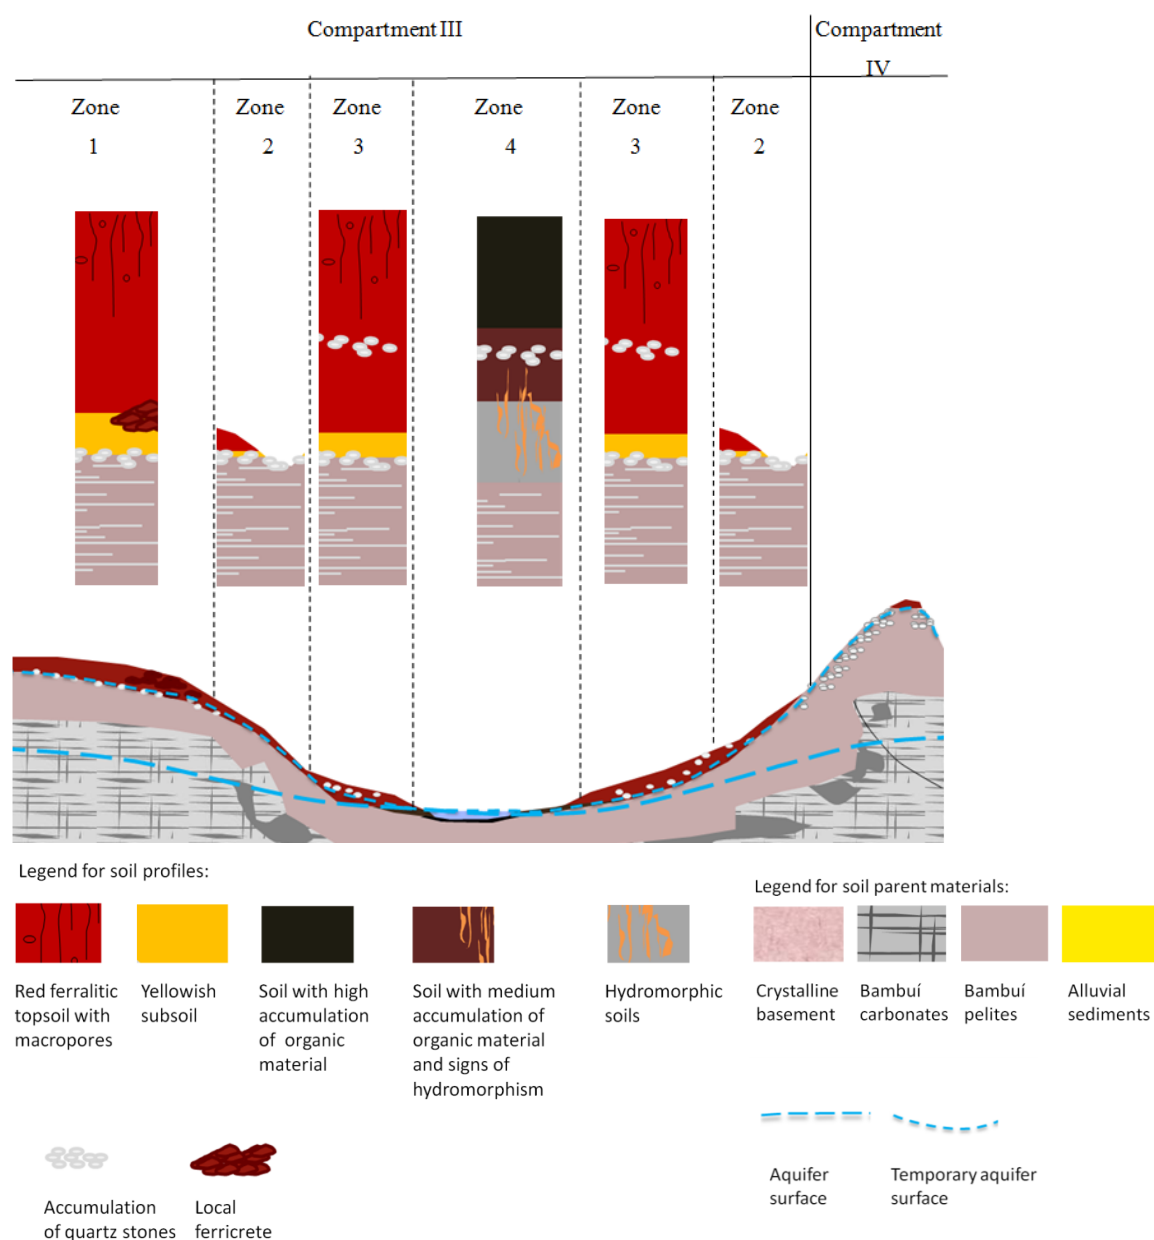 Compartment III
Compartment
IV
Zone
1
Zone
2
Zone
3
Zone
4
Zone
3
Zone
2
Legend for soil profiles:
Red ferralitic
topsoil with
macropores
Yellowish
subsoil
Soil with high
accumulation
of organic
material
Soil with medium
accumulation of
organic material
and signs of
hydromorphism
Hydromorphic
soils
Legend for soil parent materials:
Crystalline
basement
Bambuí
carbonates
Bambuí
pelites
Alluvial
sediments
Accumulation
of quartz stones
Local
ferricrete
Aquifer
surface
Temporary aquifer
surface